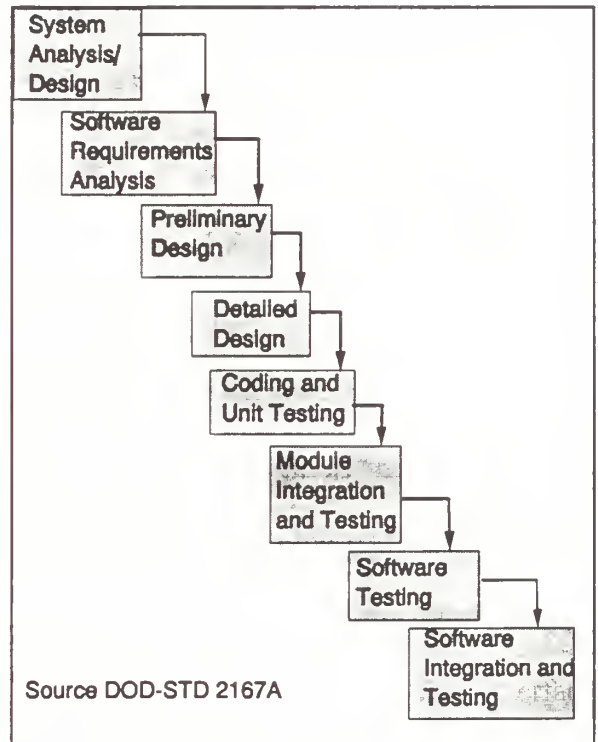 System
Analysis/
Design
Software
Requirements
Analysis
Preliminary
Design
Detailed
Design
Coding and
Unit Testing
Module
Integration
and Testing
Software
Testing
Software
Integration and
Testing
Source DOD-STD 2167A